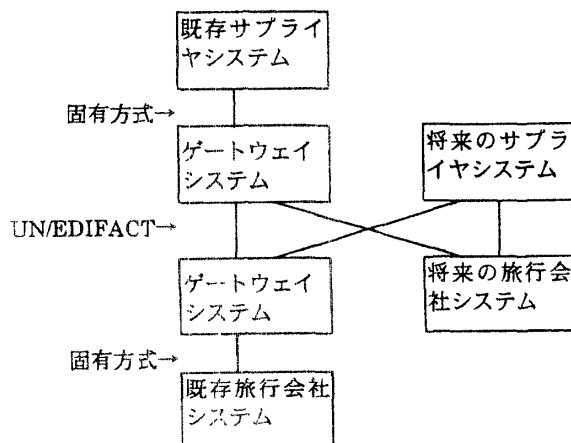 既存サプライ
ヤシステム
固有方式→
ゲートウェイ
システム
将来のサプラ
イヤシステム
UN/EDIFACT→
ゲートウェイ
システム
将来の旅行会
社システム
固有方式→
既存旅行会社
システム